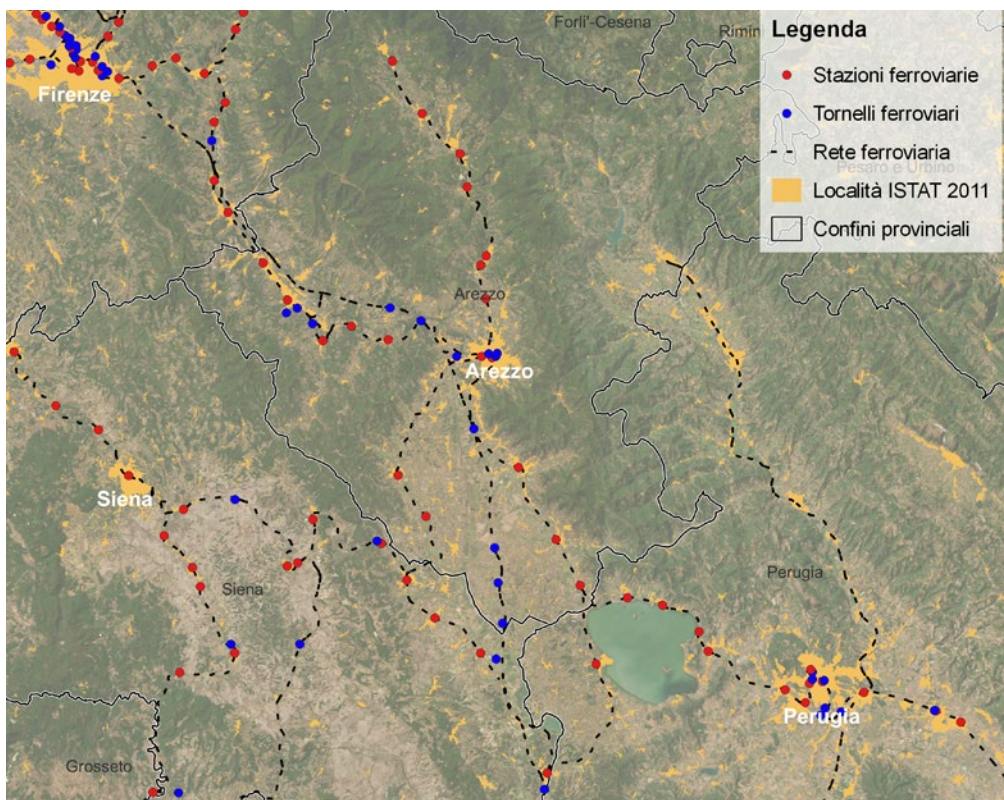 Forli'-Cesena
Rimin
Legenda
Stazioni ferroviarie
Tornelli ferroviari
Rete ferroviaria
Pesaro e Urbino
Località ISTAT 2011
Confini provinciali
Firenze
Arezzo
Arezzo
Siena
Siena
Perugia
Perugia
Grosseto